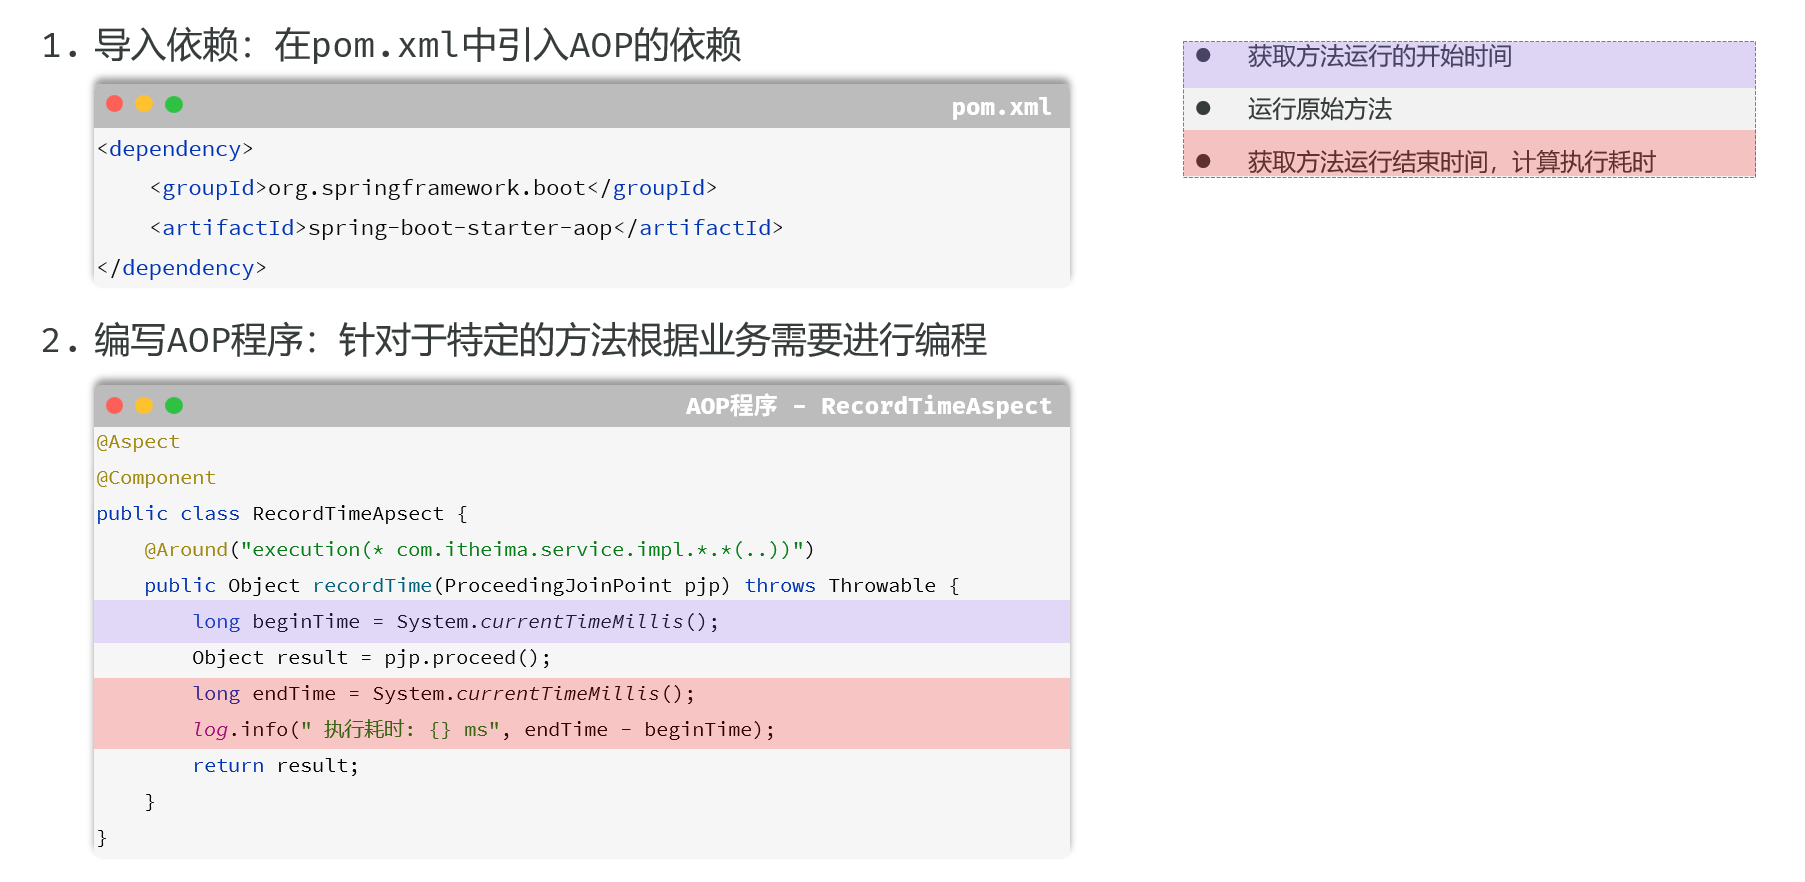 1. 导入依赖：在pom.xml中引入AOP的依赖
pom.xml
<dependency>
    <groupId>org.springframework.boot</groupId>
    <artifactId>spring-boot-starter-aop</artifactId>
</dependency>
2. 编写AOP程序：针对于特定的方法根据业务需要进行编程
AOP程序 - RecordTimeAspect
@Aspect
@Component
public class RecordTimeApsect {
    @Around("execution(* com.itheima.service.impl.*.*(..))")
    public Object recordTime(ProceedingJoinPoint pjp) throws Throwable {
        long beginTime = System.currentTimeMillis();
        Object result = pjp.proceed();
        long endTime = System.currentTimeMillis();
        log.info(" 执行耗时: {} ms", endTime - beginTime);
        return result;
    }
}
● 获取方法运行的开始时间
● 运行原始方法
● 获取方法运行结束时间，计算执行耗时